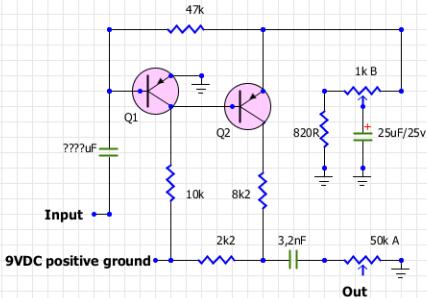 47k
1k B
Q1
Q2
820R
+
25uF/25v
????uF
10k
8k2
Input
2k2
3,2nF
50k A
9VDC positive ground
Out